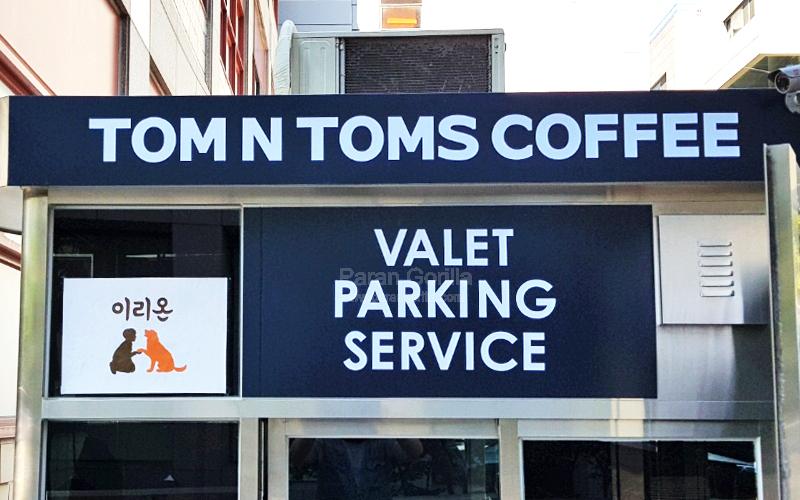 TOM N TOMS COFFEE
VALET
PARKING
SERVICE
이리온
Paran Gorilla